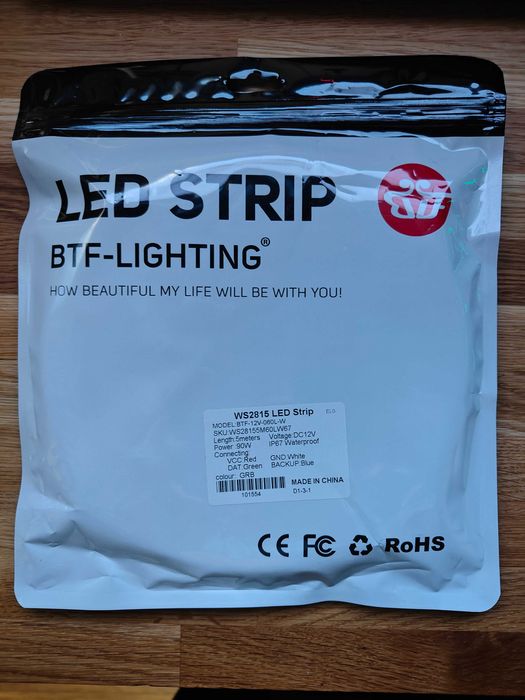 LED STRIP
BTF-LIGHTING®
HOW BEAUTIFUL MY LIFE WILL BE WITH YOU!
WS2815 LED Strip
MODEL:BTF-12V-060L-W
SKU:WS28155M60LW67
Length:5meters Voltage:DC12V
Power :90W IP67 Waterproof
Connecting:
VCC:Red GND:White
DAT:Green BACKUP:Blue
colour: GRB
MADE IN CHINA
101554 D1-3-1
CE FC RoHS